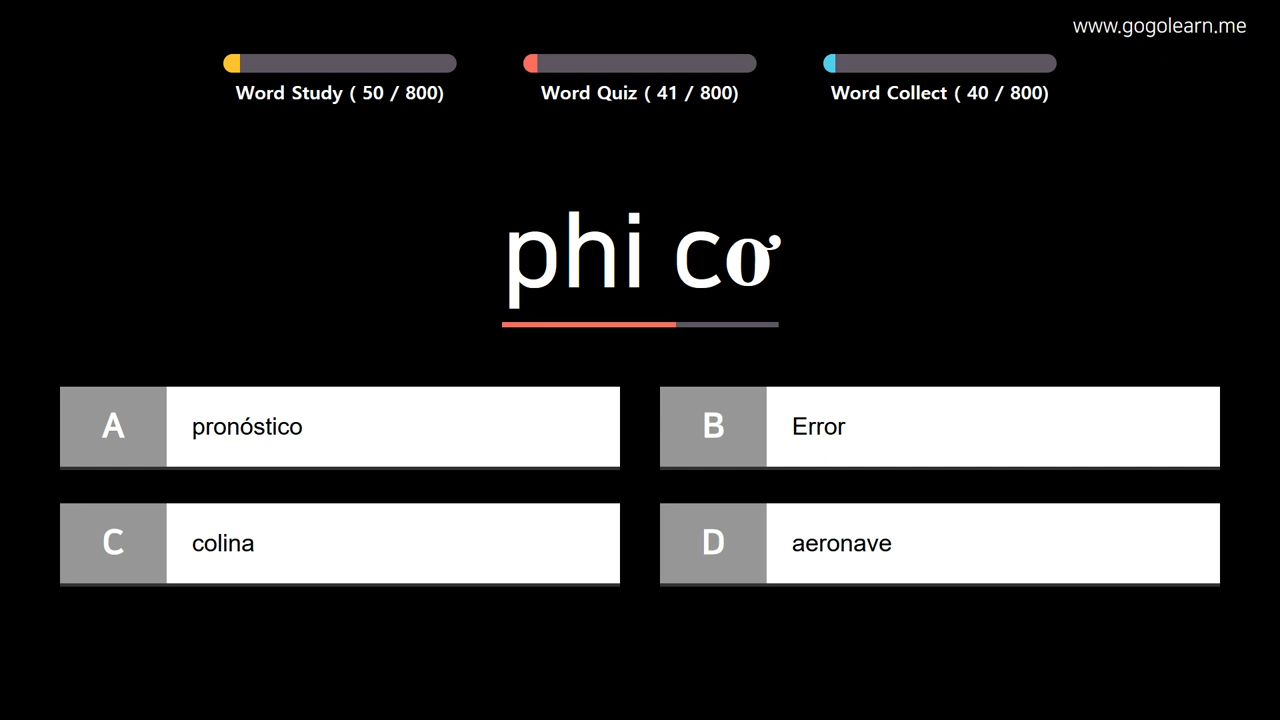 www.gogolearn.me
Word Study ( 50 / 800)
Word Quiz ( 41 / 800)
Word Collect ( 40 / 800)
phi cơ
A pronóstico
B Error
C colina
D aeronave